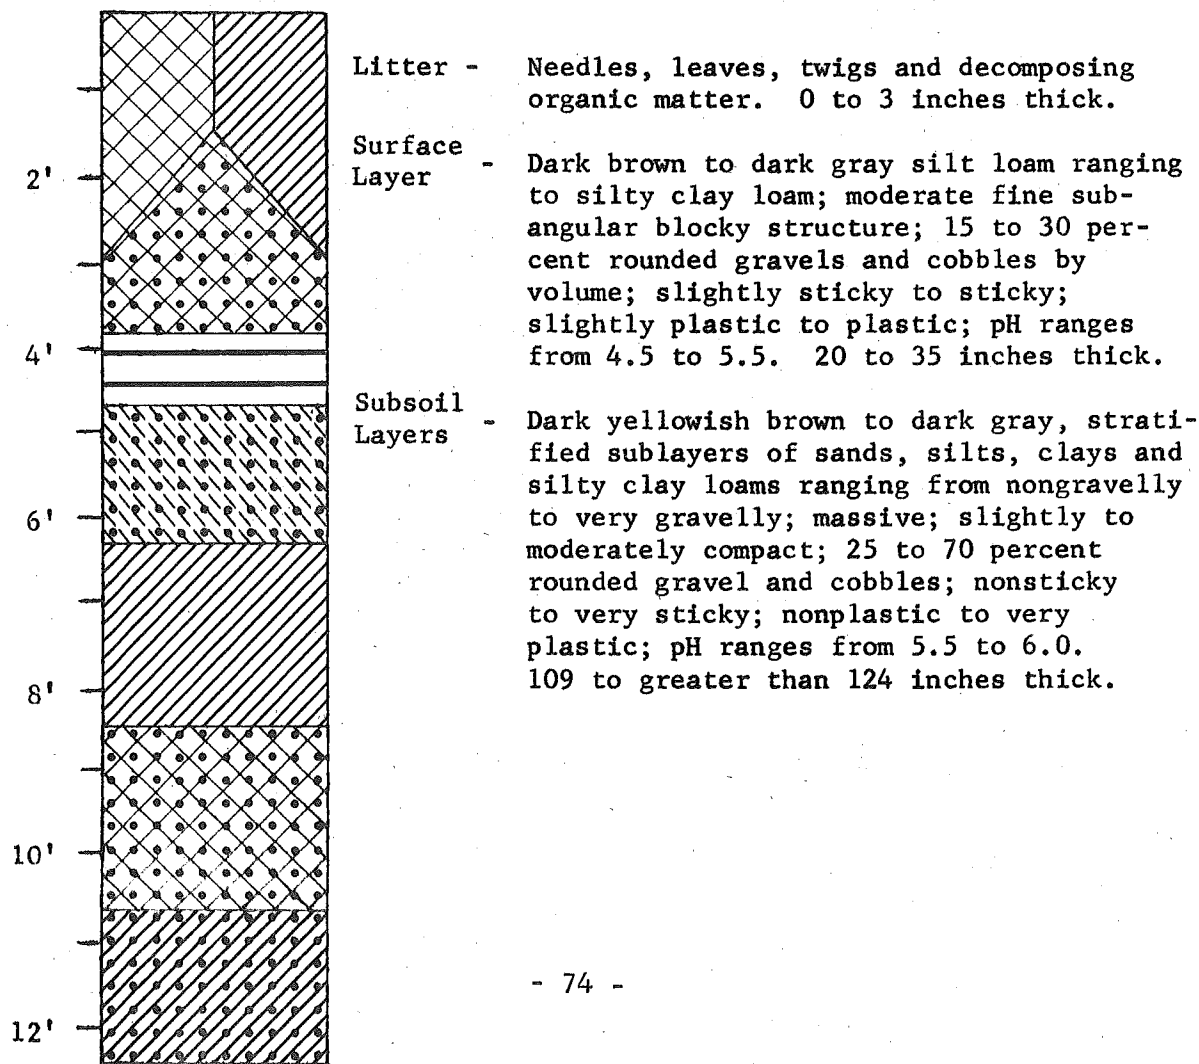 Litter - Needles, leaves, twigs and decomposing
organic matter. 0 to 3 inches thick.
Surface
Layer - Dark brown to dark gray silt loam ranging
to silty clay loam; moderate fine sub-
angular blocky structure; 15 to 30 per-
cent rounded gravels and cobbles by
volume; slightly sticky to sticky;
slightly plastic to plastic; pH ranges
from 4.5 to 5.5. 20 to 35 inches thick.
Subsoil
Layers - Dark yellowish brown to dark gray, strati-
fied sublayers of sands, silts, clays and
silty clay loams ranging from nongravelly
to very gravelly; massive; slightly to
moderately compact; 25 to 70 percent
rounded gravel and cobbles; nonsticky
to very sticky; nonplastic to very
plastic; pH ranges from 5.5 to 6.0.
109 to greater than 124 inches thick.
2'
4'
6'
8'
10'
12'
- 74 -